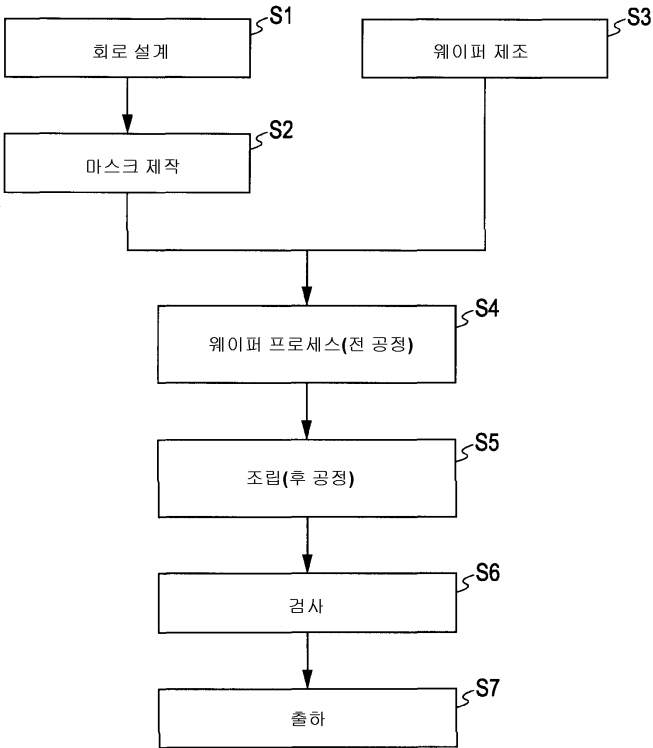 S1
회로 설계
S3
웨이퍼 제조
S2
마스크 제작
S4
웨이퍼 프로세스(전 공정)
S5
조립(후 공정)
S6
검사
S7
출하